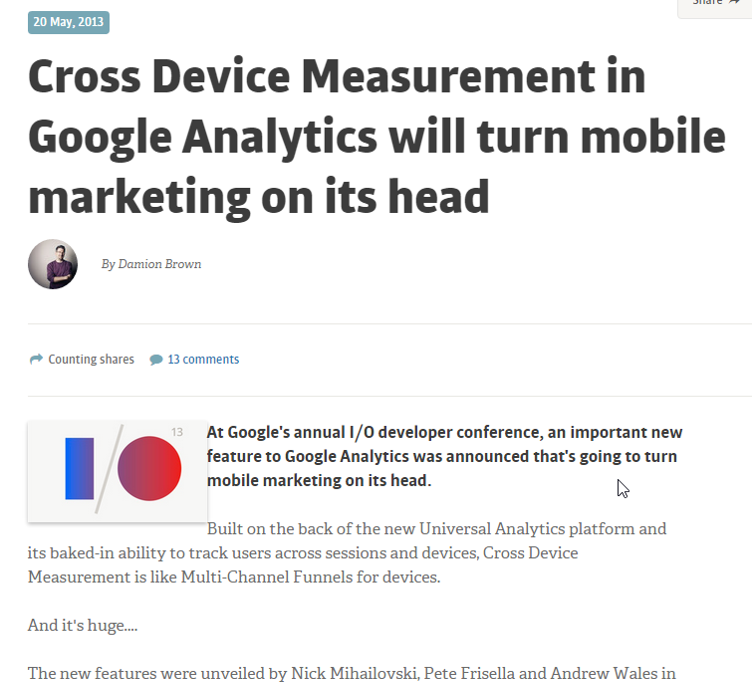 Share
20 May, 2013
Cross Device Measurement in
Google Analytics will turn mobile
marketing on its head
By Damion Brown
Counting shares 13 comments
13
At Google's annual I/O developer conference, an important new
feature to Google Analytics was announced that's going to turn
mobile marketing on its head.
Built on the back of the new Universal Analytics platform and
its baked-in ability to track users across sessions and devices, Cross Device
Measurement is like Multi-Channel Funnels for devices.
And it's huge....
The new features were unveiled by Nick Mihailovski, Pete Frisella and Andrew Wales in